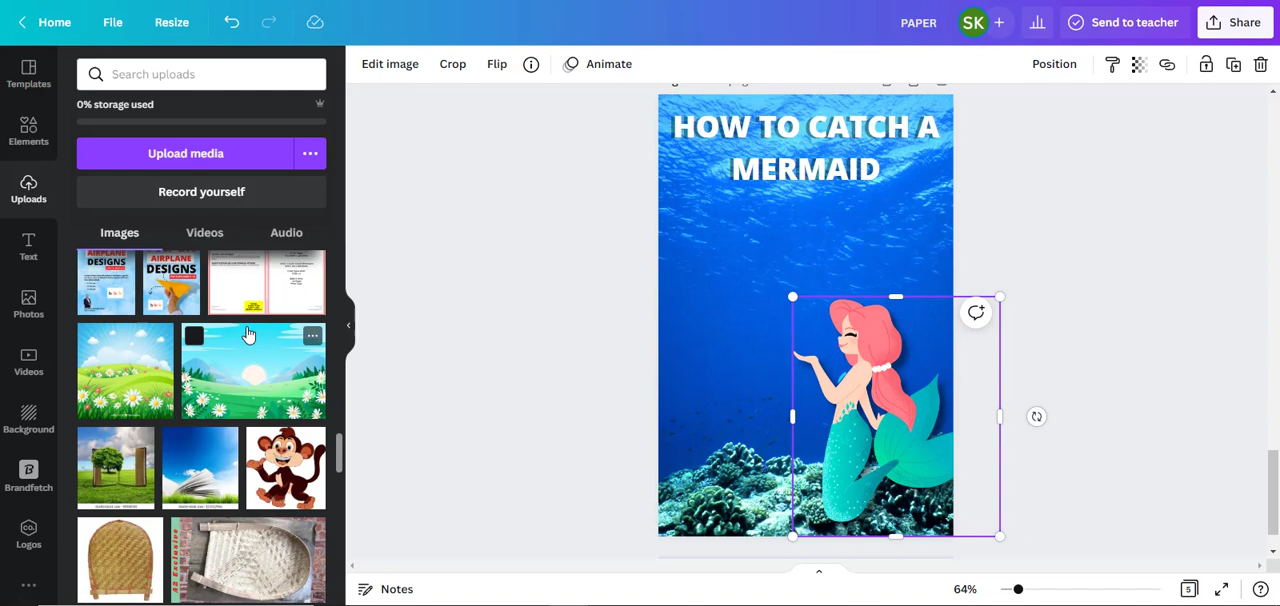 Home
File
Resize
PAPER
SK
+
Send to teacher
Share
Templates
Elements
Uploads
Text
Photos
Videos
Background
Brandfetch
Logos
Search uploads
0% storage used
Upload media
Record yourself
Images
Videos
Audio
AIRPLANE
DESIGNS
AIRPLANE
DESIGNS
Edit image
Crop
Flip
Animate
Position
HOW TO CATCH A
MERMAID
Notes
64%
5